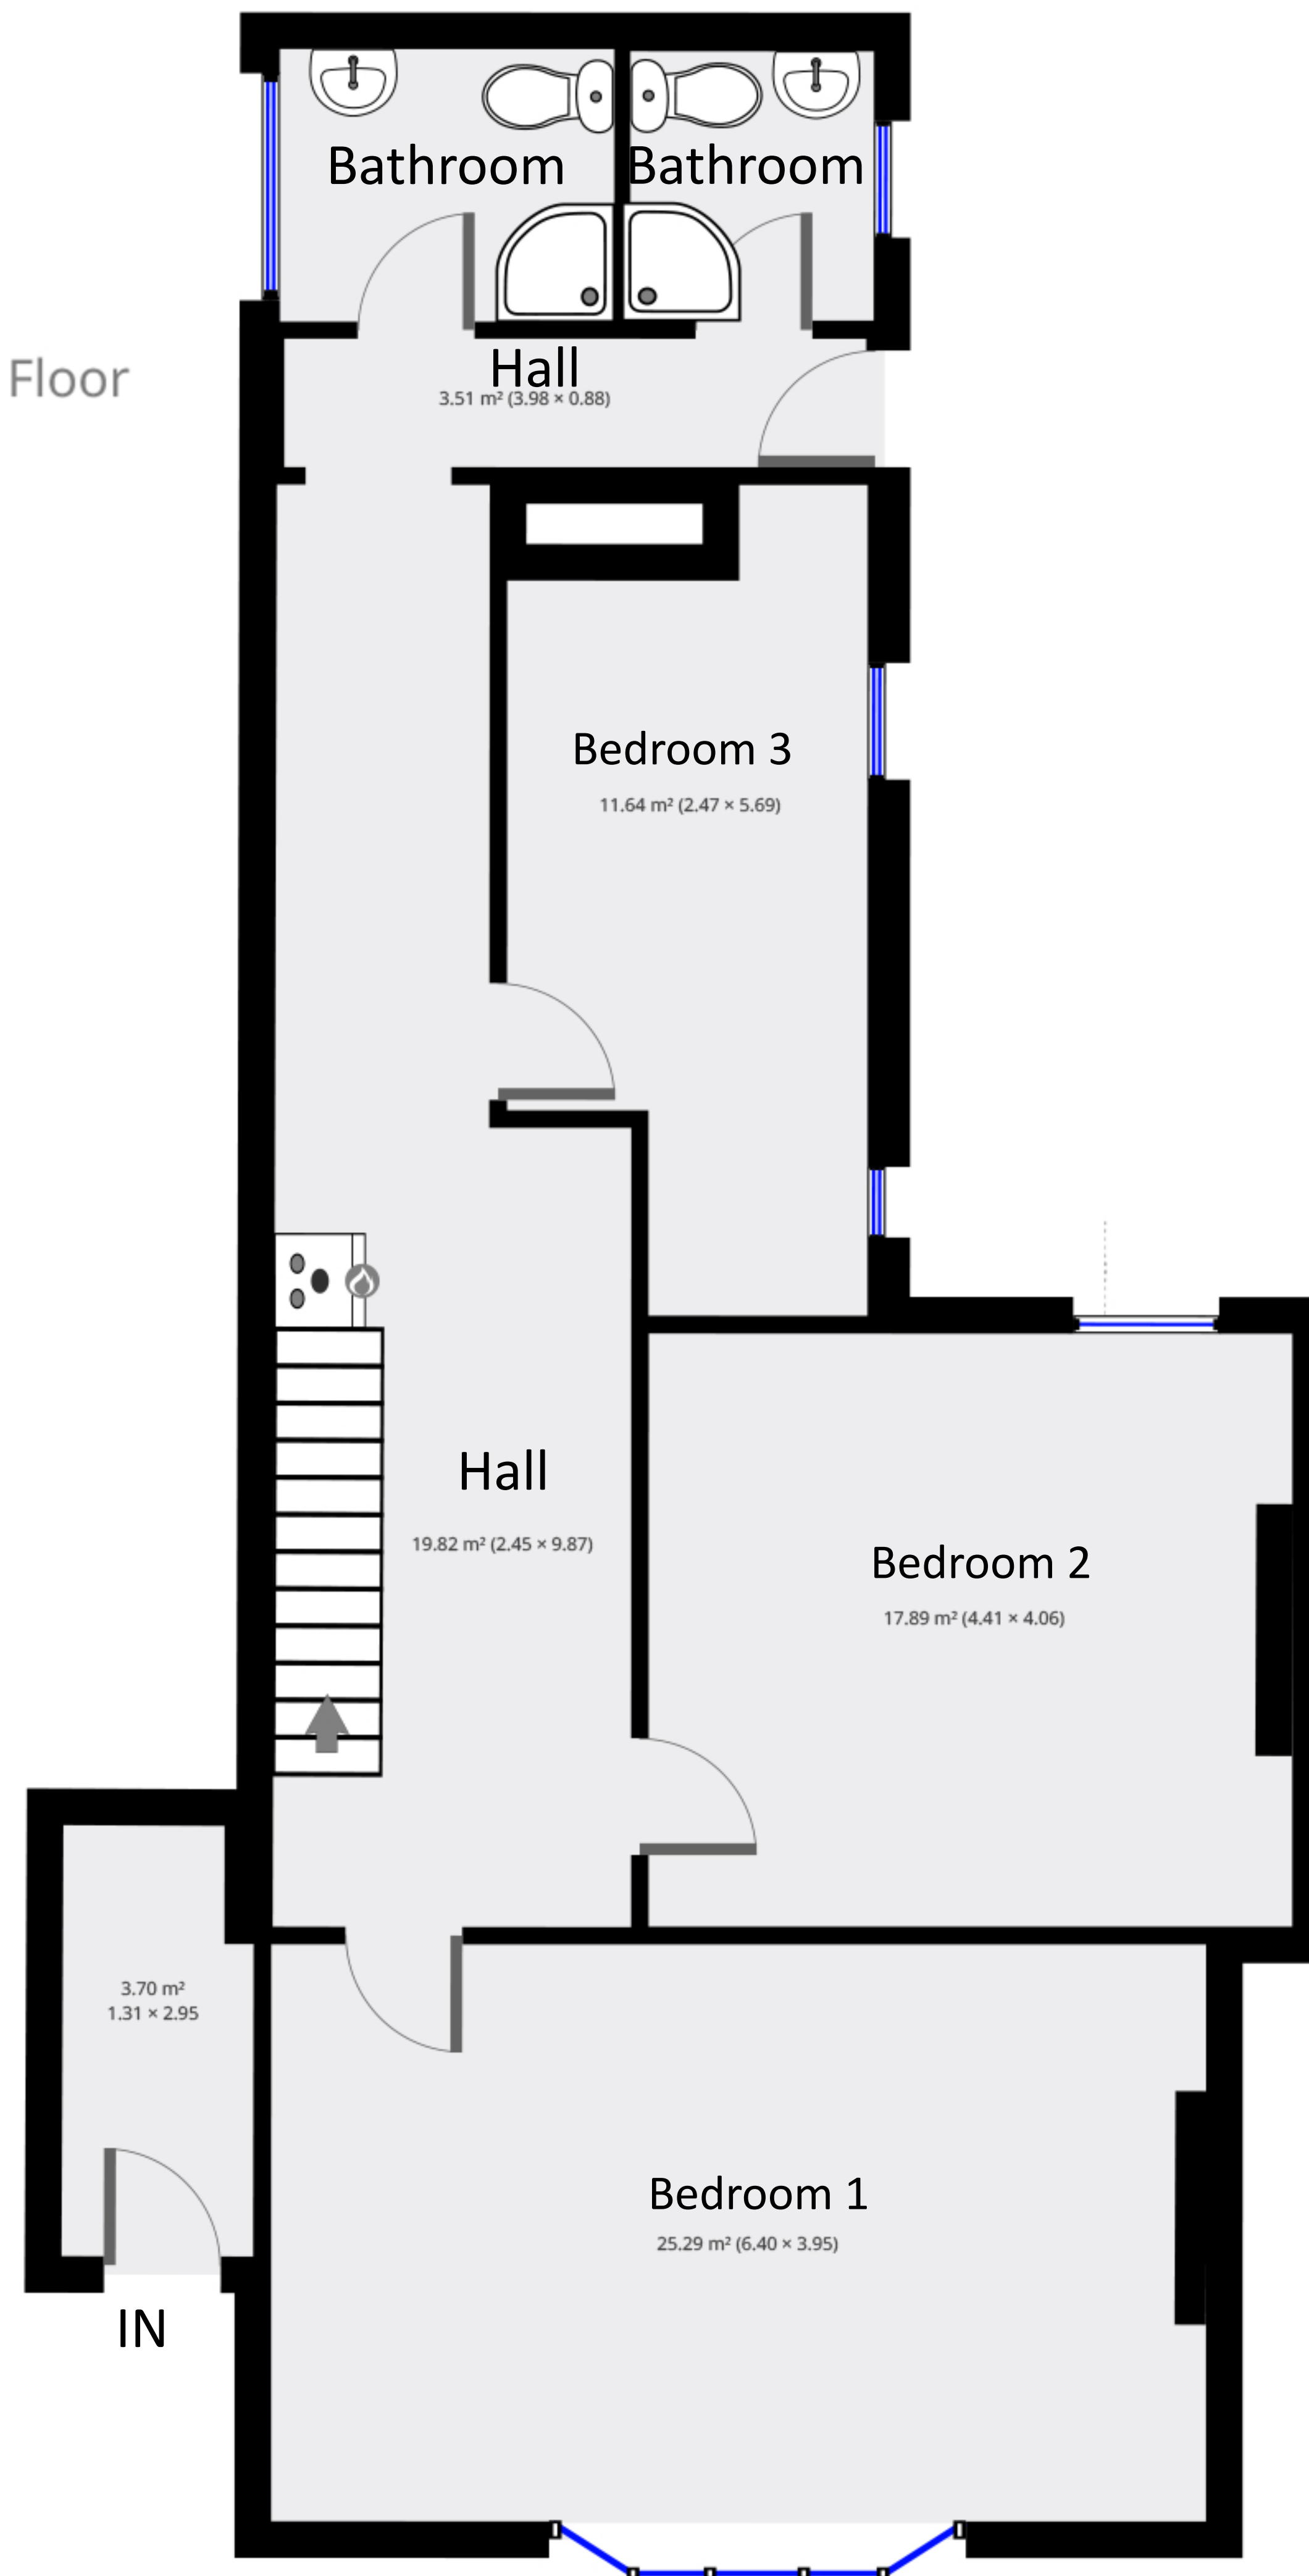 Bathroom
Bathroom
Floor
Hall
3.51 m² (3.98 × 0.88)
Bedroom 3
11.64 m² (2.47 × 5.69)
Hall
19.82 m² (2.45 × 9.87)
Bedroom 2
17.89 m² (4.41 × 4.06)
3.70 m²
1.31 × 2.95
Bedroom 1
25.29 m² (6.40 × 3.95)
IN